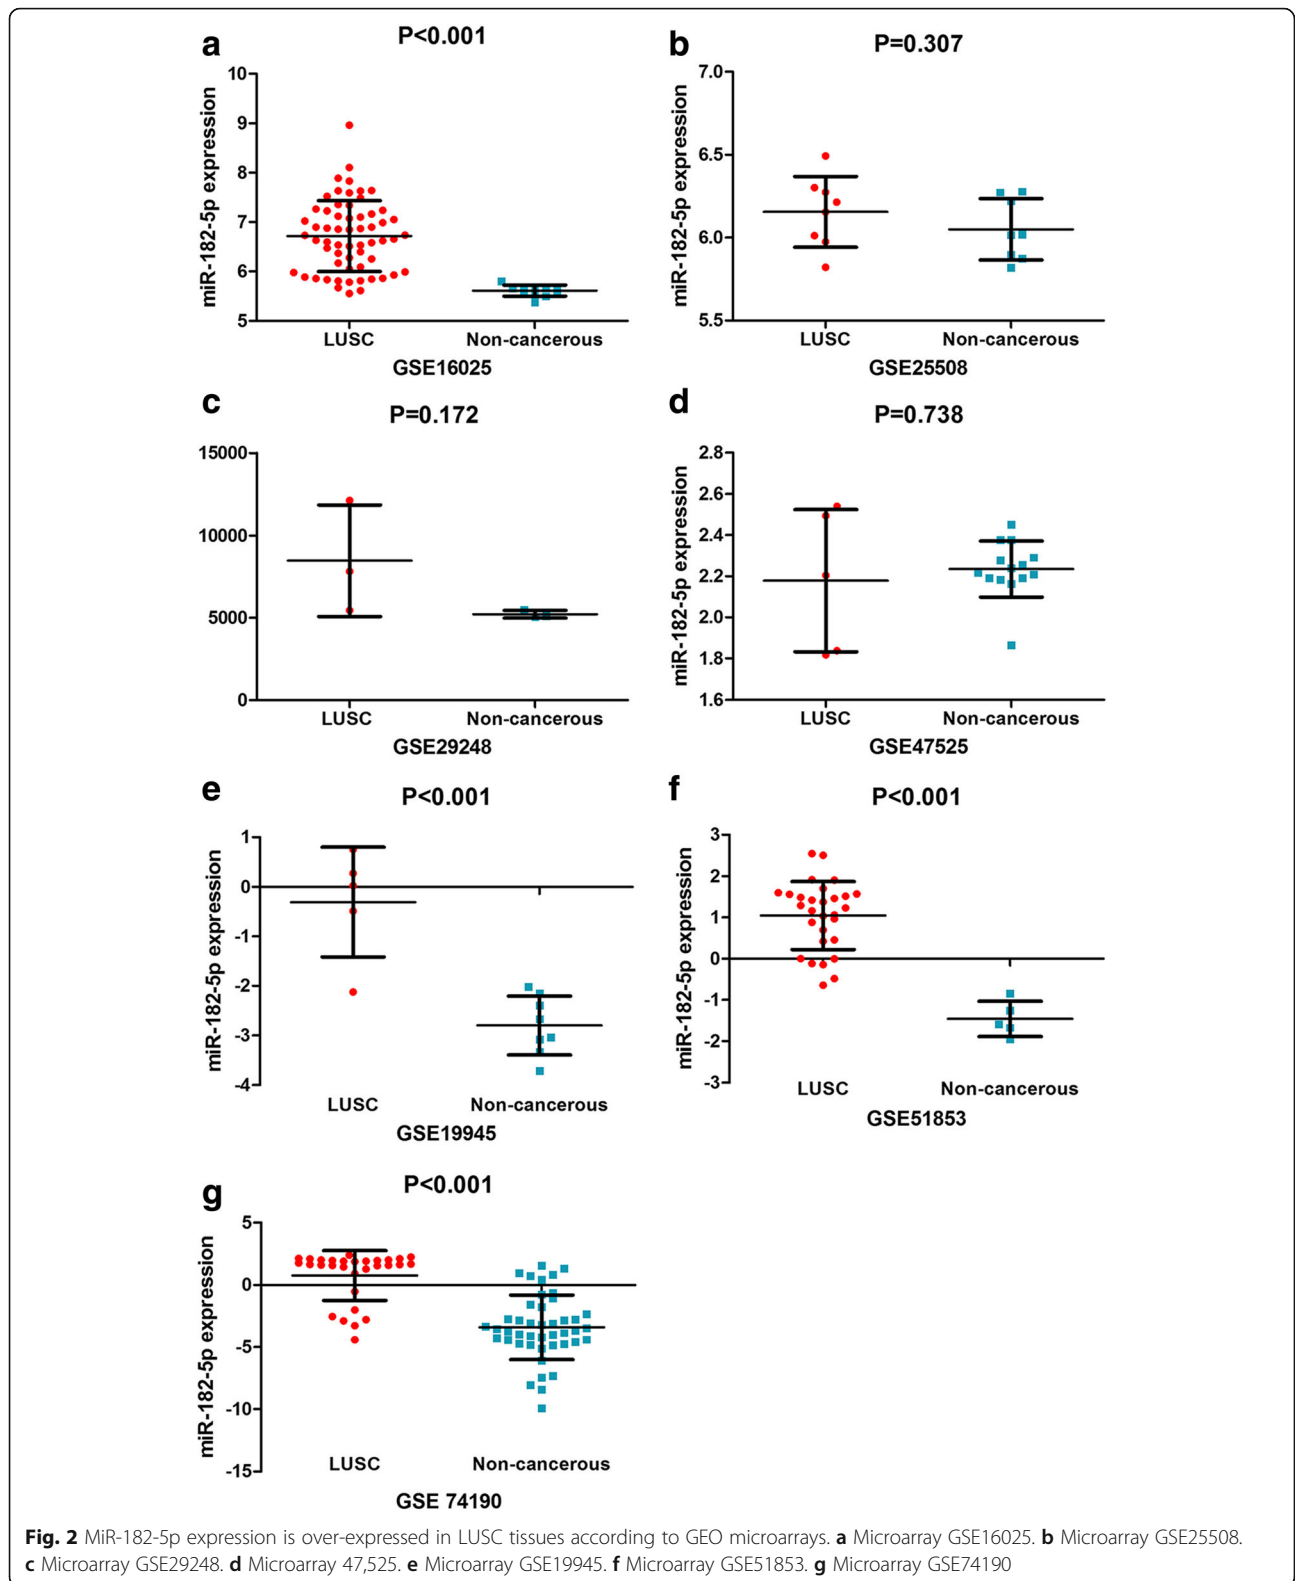 a
P<0.001
miR-182-5p expression
10
9
8
7
6
5
LUSC
Non-cancerous
GSE16025
b
P=0.307
miR-182-5p expression
7.0
6.5
6.0
5.5
LUSC
Non-cancerous
GSE25508
c
P=0.172
miR-182-5p expression
15000
10000
5000
0
LUSC
Non-cancerous
GSE29248
d
P=0.738
miR-182-5p expression
2.8
2.6
2.4
2.2
2.0
1.8
1.6
LUSC
Non-cancerous
GSE47525
e
P<0.001
miR-182-5p expression
1
0
-1
-2
-3
-4
LUSC
Non-cancerous
GSE19945
f
P<0.001
miR-182-5p expression
3
2
1
0
-1
-2
-3
LUSC
Non-cancerous
GSE51853
g
P<0.001
miR-182-5p expression
5
0
-5
-10
-15
LUSC
Non-cancerous
GSE 74190
Fig. 2 MiR-182-5p expression is over-expressed in LUSC tissues according to GEO microarrays. a Microarray GSE16025. b Microarray GSE25508.
c Microarray GSE29248. d Microarray 47,525. e Microarray GSE19945. f Microarray GSE51853. g Microarray GSE74190